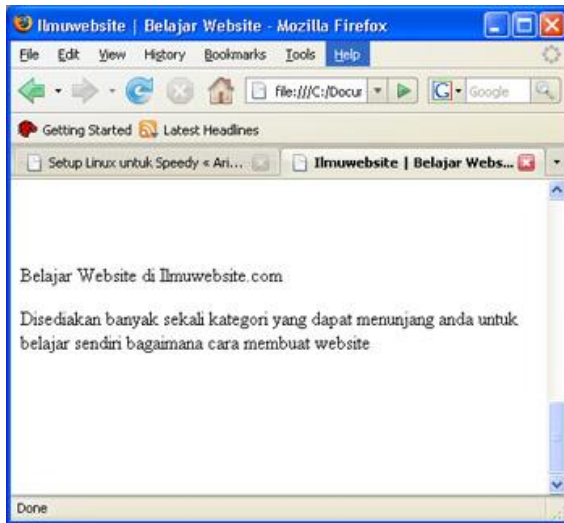 Ilmuwebsite | Belajar Website - Mozilla Firefox
File Edit View History Bookmarks Tools Help
file:///C:/Docur
G Google
Getting Started Latest Headlines
Setup Linux untuk Speedy « Ari... Ilmuwebsite | Belajar Webs...
Belajar Website di Ilmuwebsite.com
Disediakan banyak sekali kategori yang dapat menunjang anda untuk
belajar sendiri bagaimana cara membuat website
Done